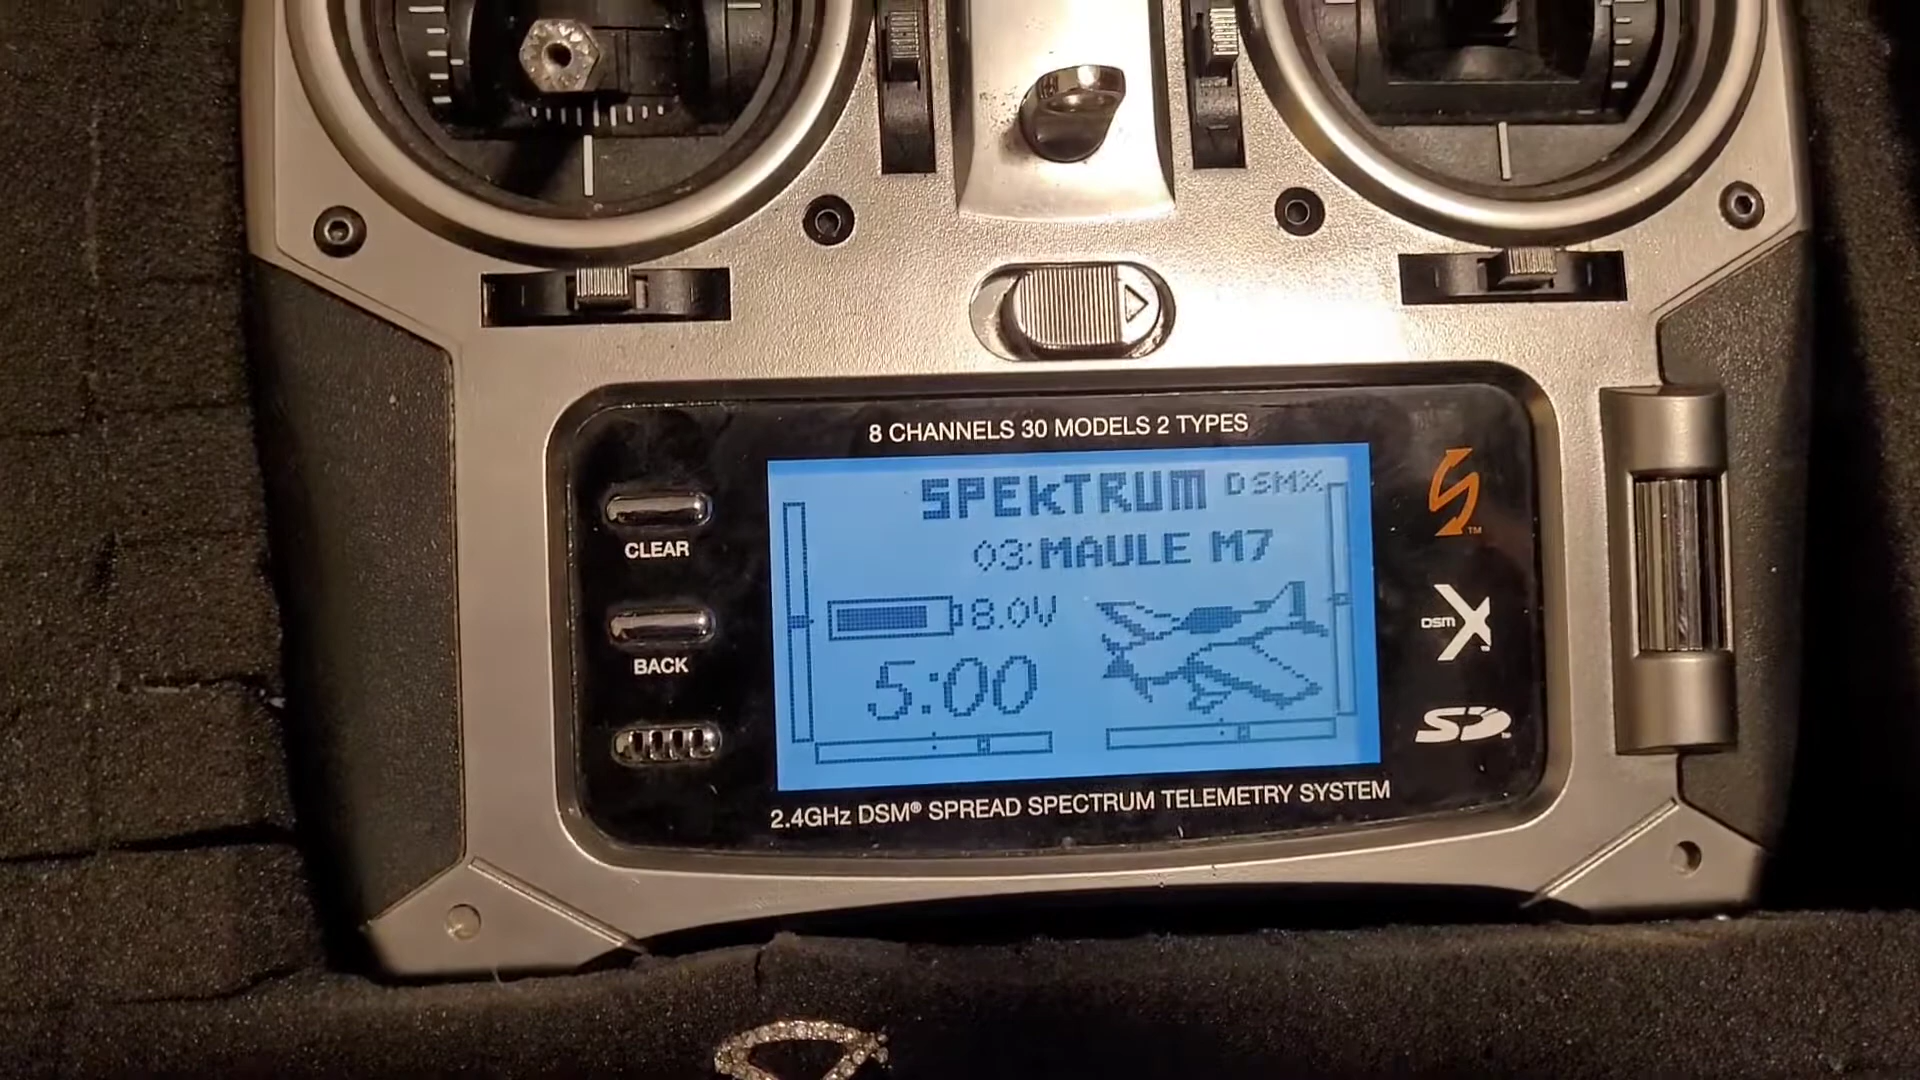 8 CHANNELS 30 MODELS 2 TYPES
SPEKTRUM DSMX
03:MAULE M7
8.0V
5:00
CLEAR
BACK
TM
DSM X
SD
2.4GHz DSM® SPREAD SPECTRUM TELEMETRY SYSTEM